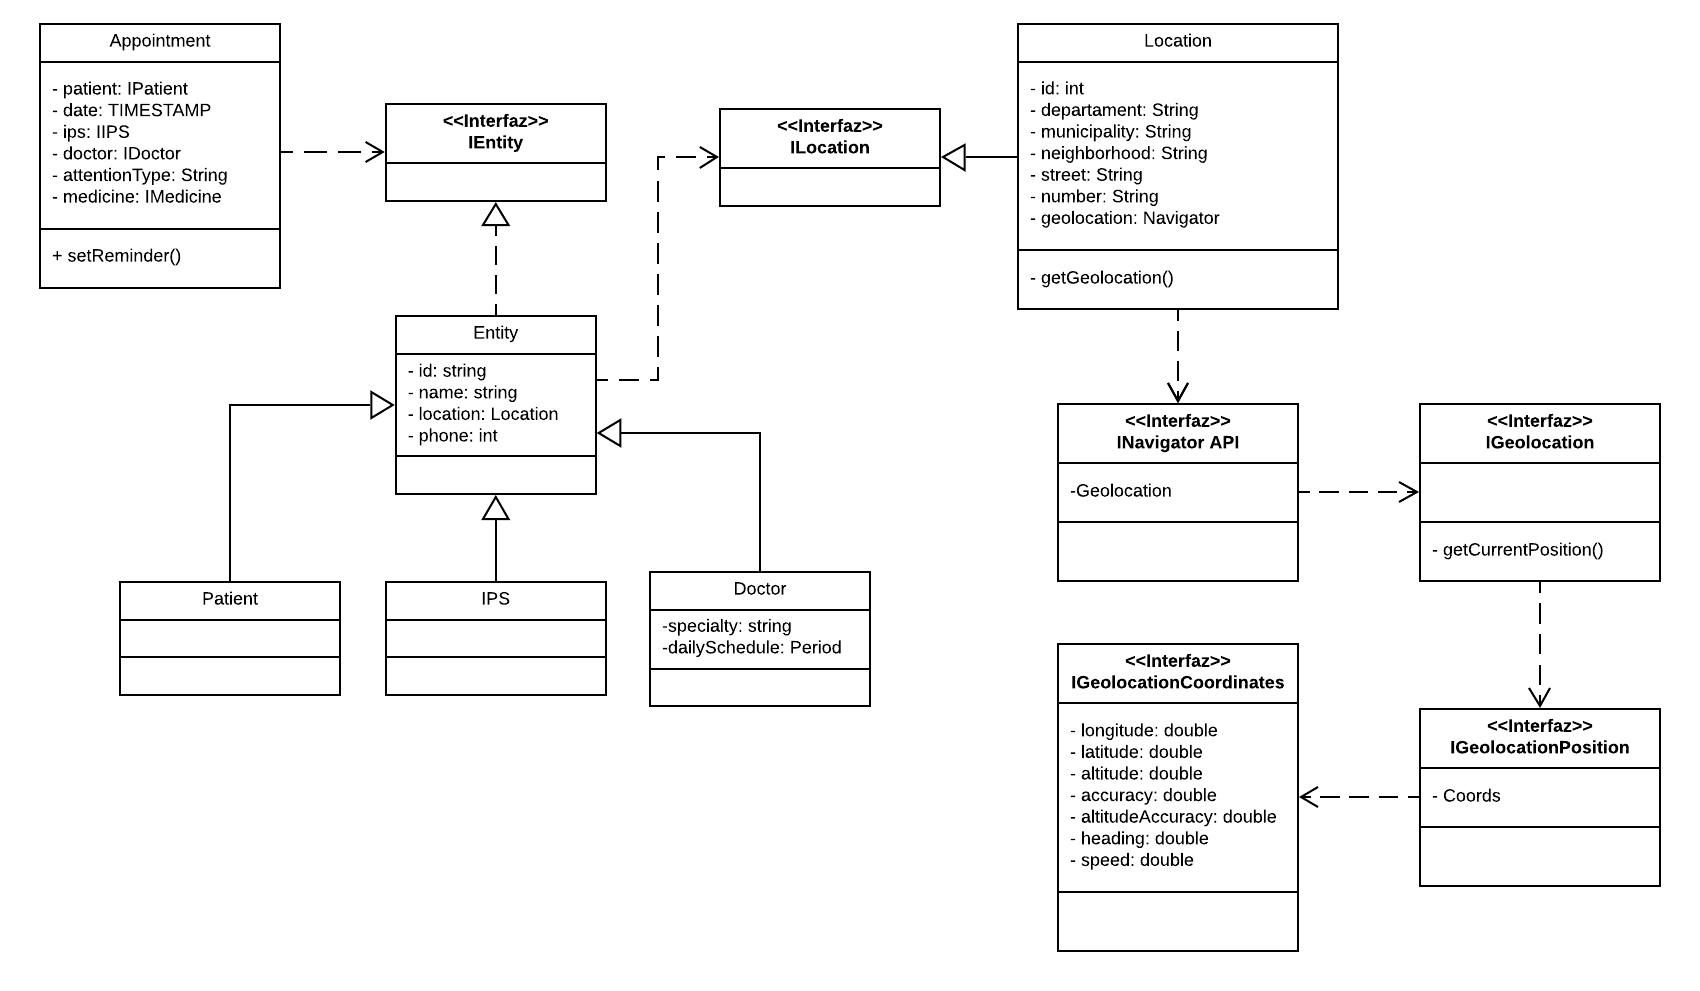 Appointment
- patient: IPatient
- date: TIMESTAMP
- ips: IIPS
- doctor: IDoctor
- attentionType: String
- medicine: IMedicine
+ setReminder()
<<Interfaz>>
IEntity
<<Interfaz>>
ILocation
Location
- id: int
- departament: String
- municipality: String
- neighborhood: String
- street: String
- number: String
- geolocation: Navigator
- getGeolocation()
Entity
- id: string
- name: string
- location: Location
- phone: int
Patient
IPS
Doctor
-specialty: string
-dailySchedule: Period
<<Interfaz>>
INavigator API
-Geolocation
<<Interfaz>>
IGeolocation
- getCurrentPosition()
<<Interfaz>>
IGeolocationCoordinates
- longitude: double
- latitude: double
- altitude: double
- accuracy: double
- altitudeAccuracy: double
- heading: double
- speed: double
<<Interfaz>>
IGeolocationPosition
- Coords